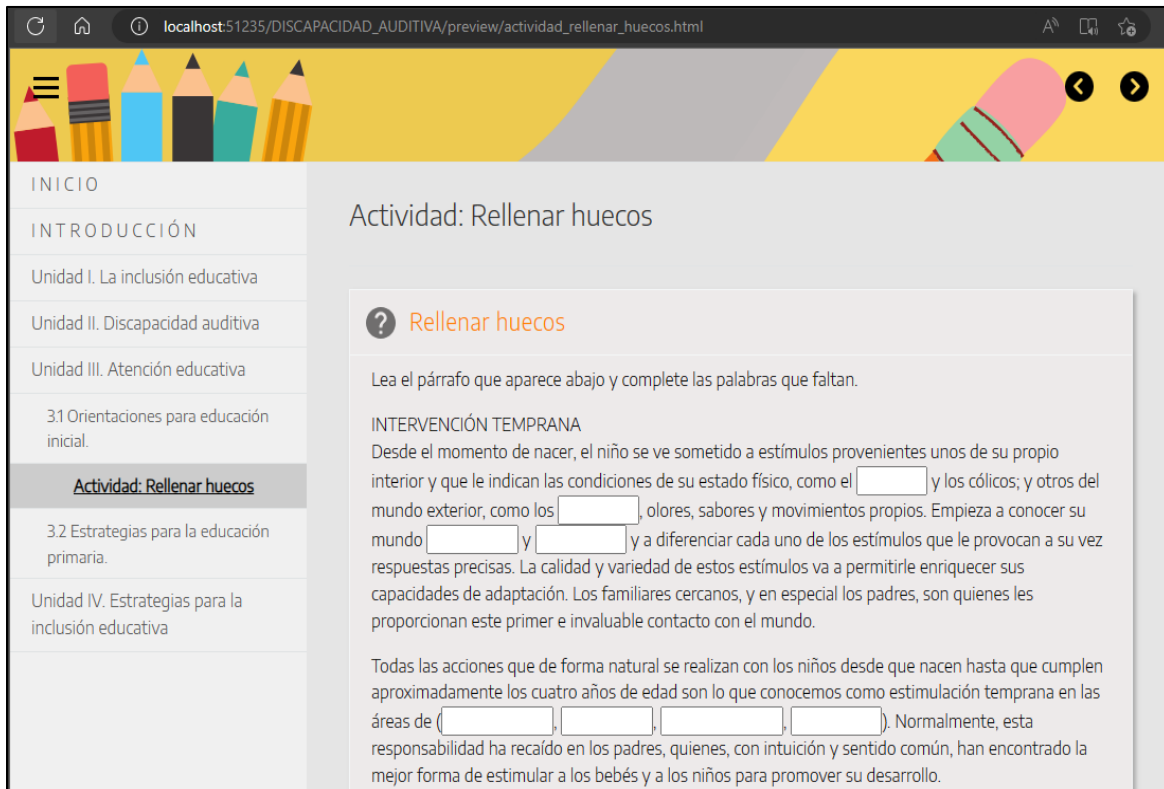 localhost:51235/DISCAPACIDAD_AUDITIVA/preview/actividad_rellenar_huecos.html
INICIO
INTRODUCCIÓN
Unidad I. La inclusión educativa
Unidad II. Discapacidad auditiva
Unidad III. Atención educativa
3.1 Orientaciones para educación
inicial.
Actividad: Rellenar huecos
3.2 Estrategias para la educación
primaria.
Unidad IV. Estrategias para la
inclusión educativa
Actividad: Rellenar huecos
? Rellenar huecos
Lea el párrafo que aparece abajo y complete las palabras que faltan.
INTERVENCIÓN TEMPRANA
Desde el momento de nacer, el niño se ve sometido a estímulos provenientes unos de su propio
interior y que le indican las condiciones de su estado físico, como el y los cólicos; y otros del
mundo exterior, como los , olores, sabores y movimientos propios. Empieza a conocer su
mundo y y a diferenciar cada uno de los estímulos que le provocan a su vez
respuestas precisas. La calidad y variedad de estos estímulos va a permitirle enriquecer sus
capacidades de adaptación. Los familiares cercanos, y en especial los padres, son quienes les
proporcionan este primer e invaluable contacto con el mundo.
Todas las acciones que de forma natural se realizan con los niños desde que nacen hasta que cumplen
aproximadamente los cuatro años de edad son lo que conocemos como estimulación temprana en las
áreas de ( , , , ). Normalmente, esta
responsabilidad ha recaído en los padres, quienes, con intuición y sentido común, han encontrado la
mejor forma de estimular a los bebés y a los niños para promover su desarrollo.